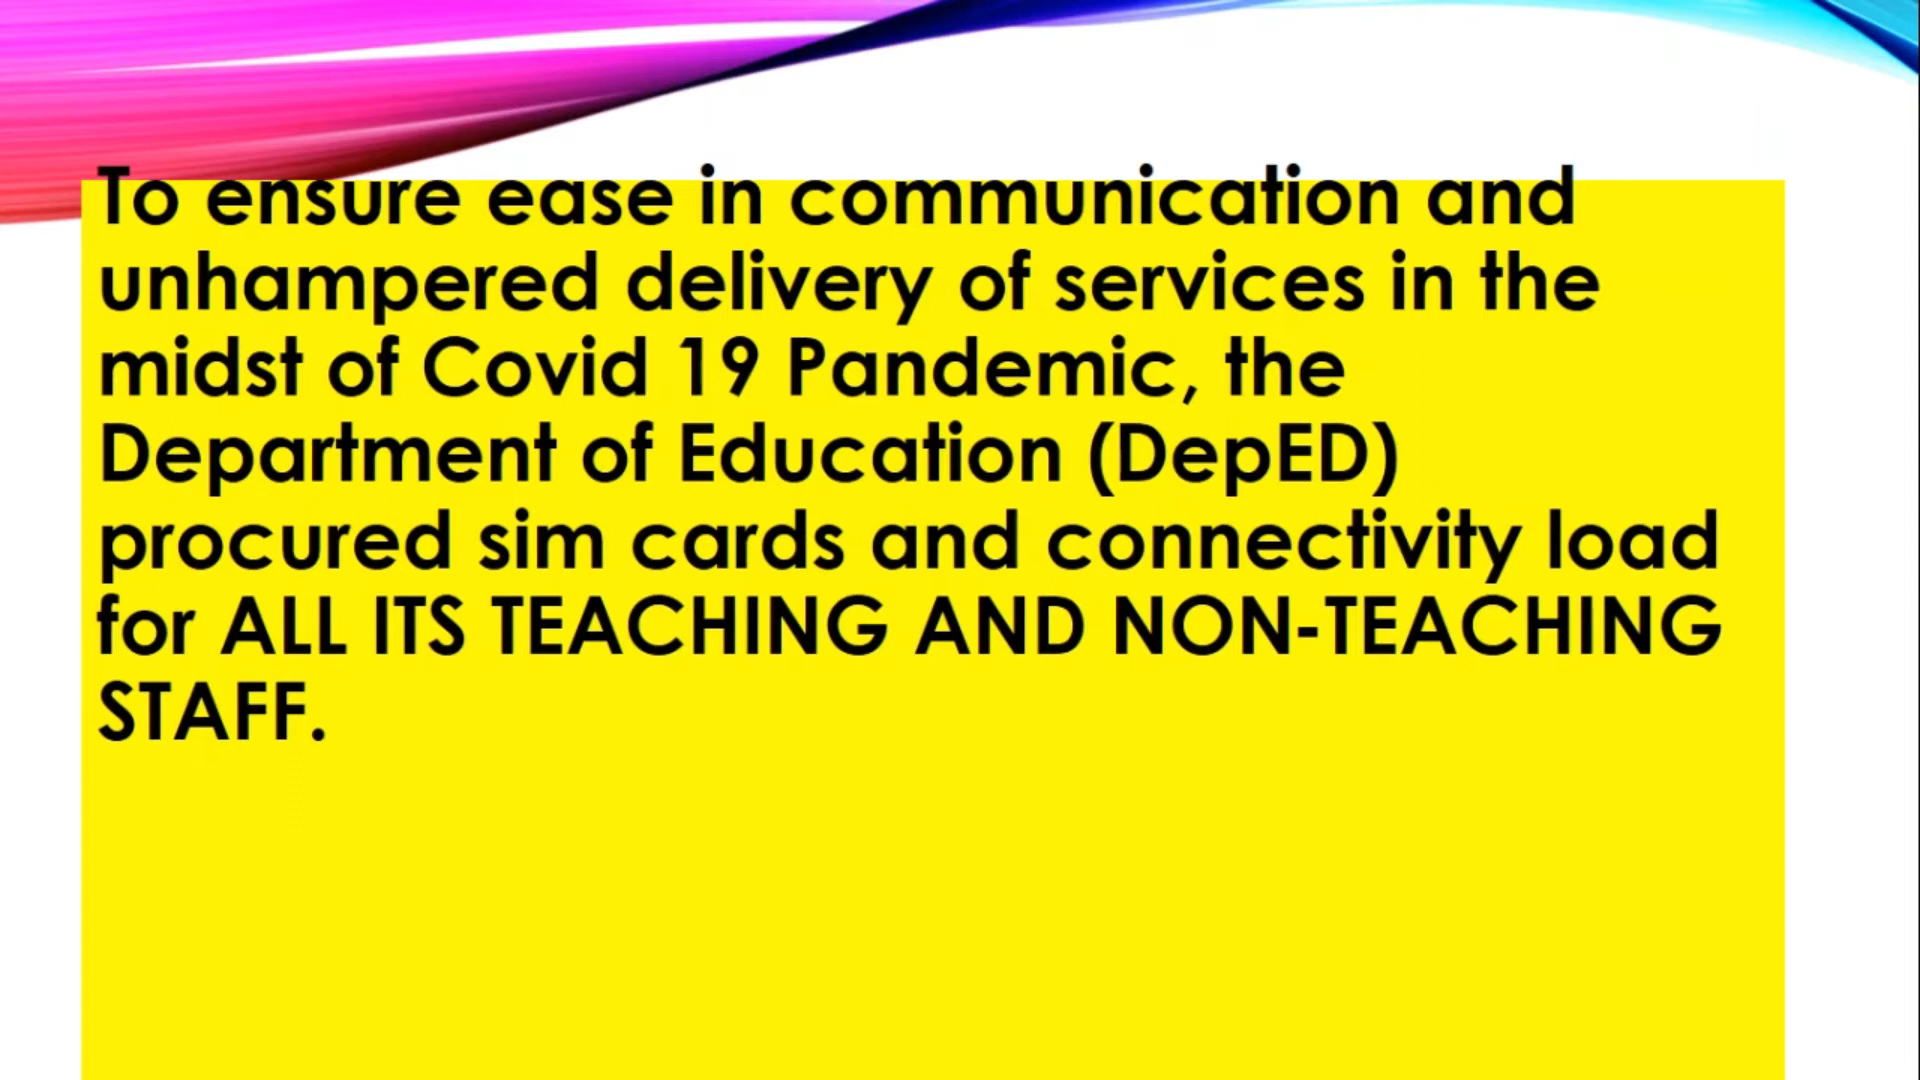 To ensure ease in communication and
unhampered delivery of services in the
midst of Covid 19 Pandemic, the
Department of Education (DepED)
procured sim cards and connectivity load
for ALL ITS TEACHING AND NON-TEACHING
STAFF.